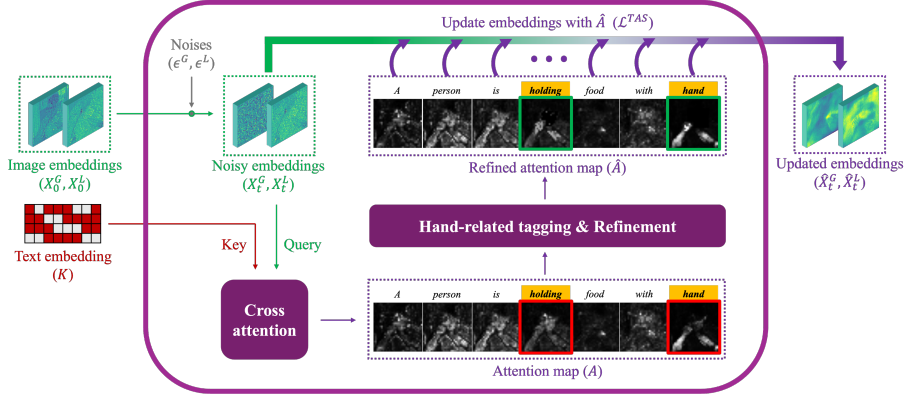 Update embeddings with Â (ℒ^TAS)
Noises
(ϵ^G, ϵ^L)
A person is holding food with hand
Image embeddings
(X_0^G, X_0^L)
Noisy embeddings
(X_t^G, X_t^L)
Refined attention map (Â)
Updated embeddings
(X̂_t^G, X̂_t^L)
Hand-related tagging & Refinement
Text embedding
(K)
Key
Query
Cross
attention
A person is holding food with hand
Attention map (A)